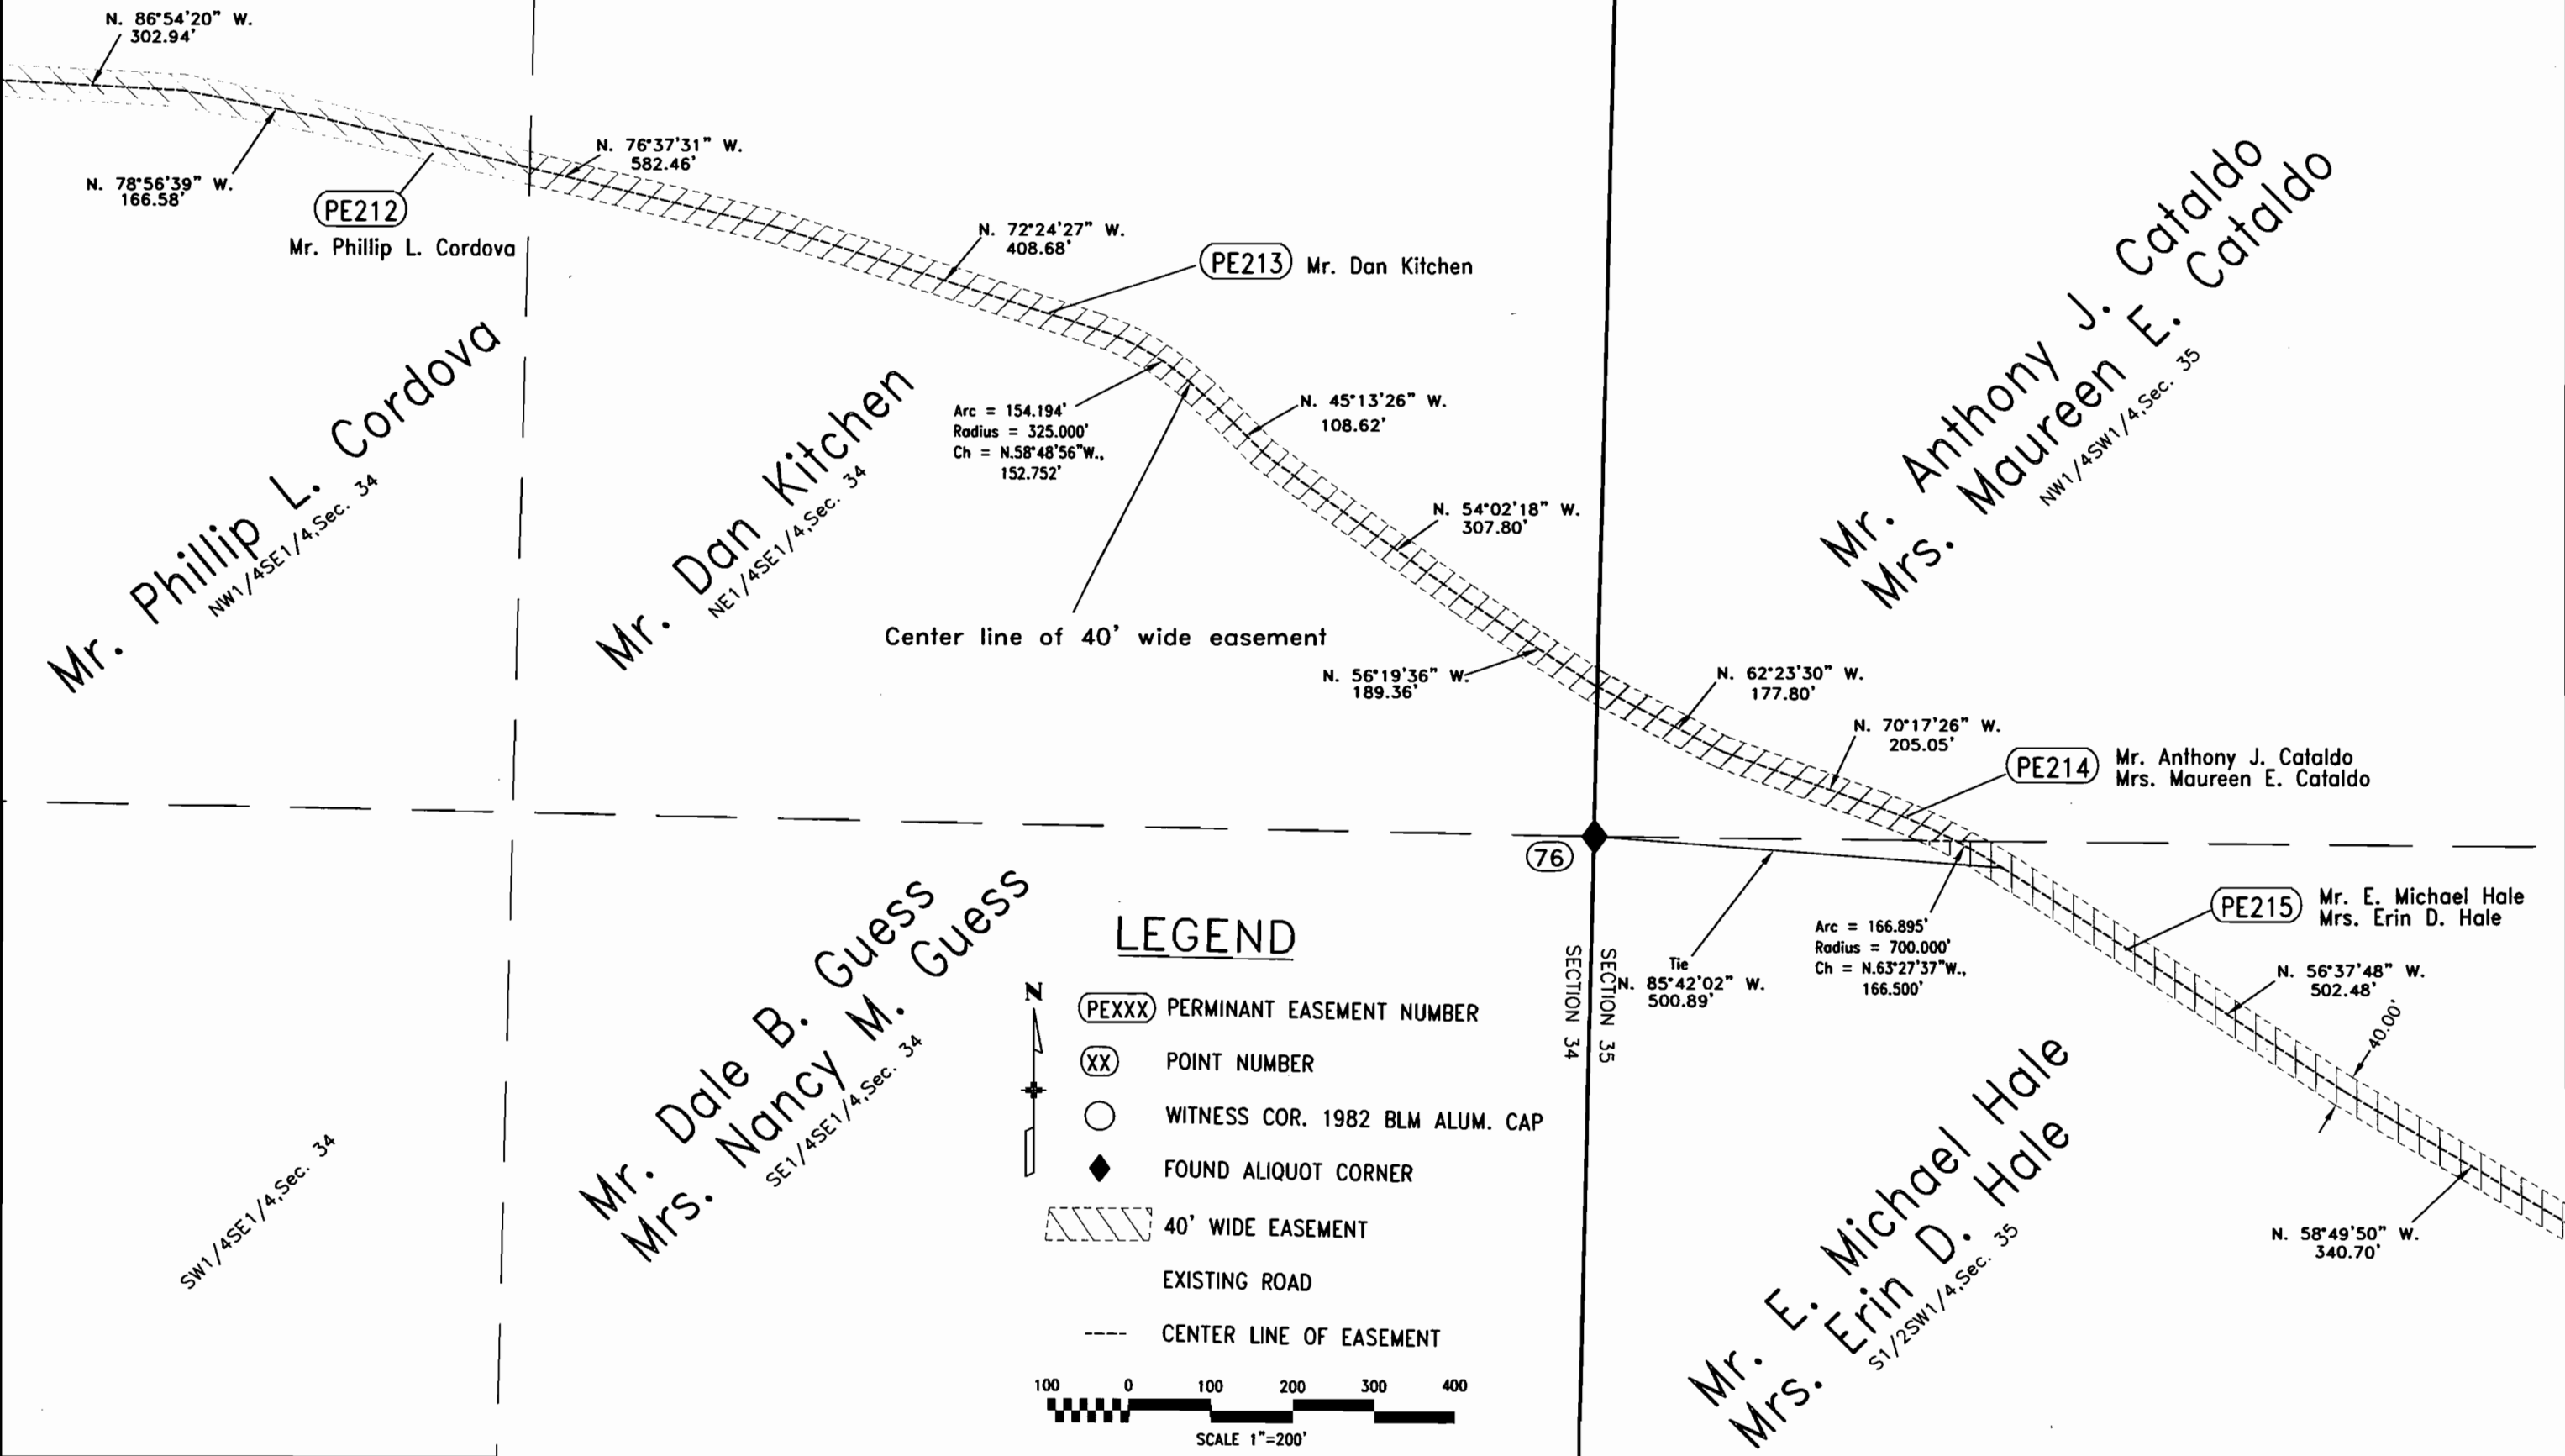 N. 86°54'20" W.
302.94'
N. 78°56'39" W.
166.58'
PE212
Mr. Phillip L. Cordova
N. 76°37'31" W.
582.46'
N. 72°24'27" W.
408.68'
PE213 Mr. Dan Kitchen
Mr. Phillip L. Cordova
NW1/4SE1/4,Sec. 34
Mr. Dan Kitchen
NE1/4SE1/4,Sec. 34
Arc = 154.194'
Radius = 325.000'
Ch = N.58°48'56"W.,
152.752'
N. 45°13'26" W.
108.62'
N. 54°02'18" W.
307.80'
Center line of 40' wide easement
N. 56°19'36" W.
189.36'
Mr. Anthony J. Cataldo
Mrs. Maureen E. Cataldo
NW1/4SW1/4,Sec. 35
N. 62°23'30" W.
177.80'
N. 70°17'26" W.
205.05'
PE214 Mr. Anthony J. Cataldo
Mrs. Maureen E. Cataldo
76
PE215 Mr. E. Michael Hale
Mrs. Erin D. Hale
Arc = 166.895'
Radius = 700.000'
Ch = N.63°27'37"W.,
166.500'
Tie
N. 85°42'02" W.
500.89'
SECTION 34
SECTION 35
N. 56°37'48" W.
502.48'
40.00'
N. 58°49'50" W.
340.70'
Mr. E. Michael Hale
Mrs. Erin D. Hale
S1/2SW1/4,Sec. 35
Mr. Dale B. Guess
Mrs. Nancy M. Guess
SE1/4SE1/4,Sec. 34
SW1/4SE1/4,Sec. 34
LEGEND
N
PEXXX PERMINANT EASEMENT NUMBER
XX POINT NUMBER
WITNESS COR. 1982 BLM ALUM. CAP
FOUND ALIQUOT CORNER
40' WIDE EASEMENT
EXISTING ROAD
CENTER LINE OF EASEMENT
100 0 100 200 300 400
SCALE 1"=200'